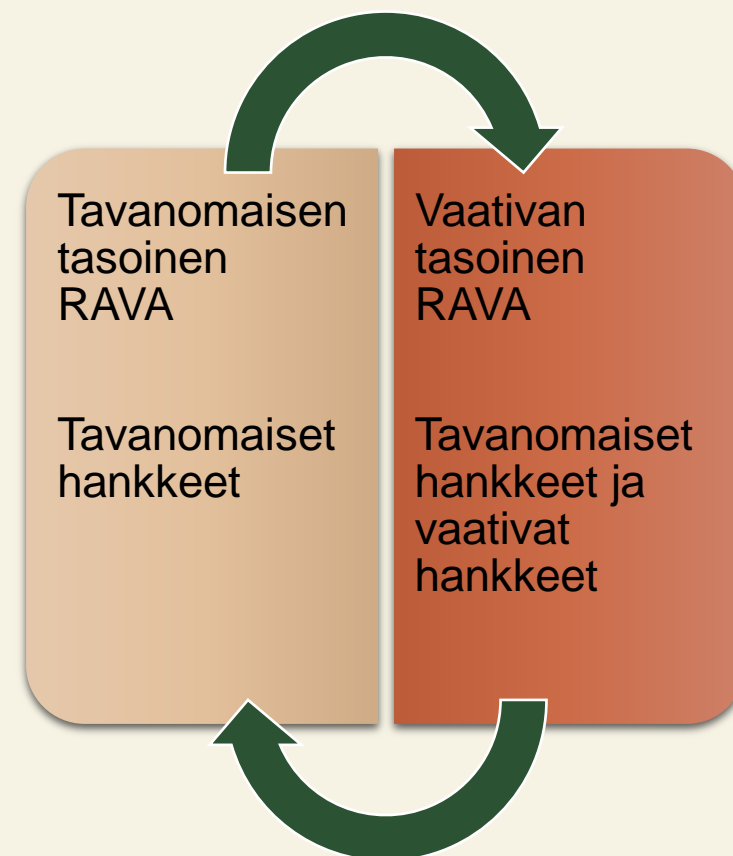 Tavanomaisen
tasoinen
RAVA
Tavanomaiset
hankkeet
Vaativan
tasoinen
RAVA
Tavanomaiset
hankkeet ja
vaativat
hankkeet